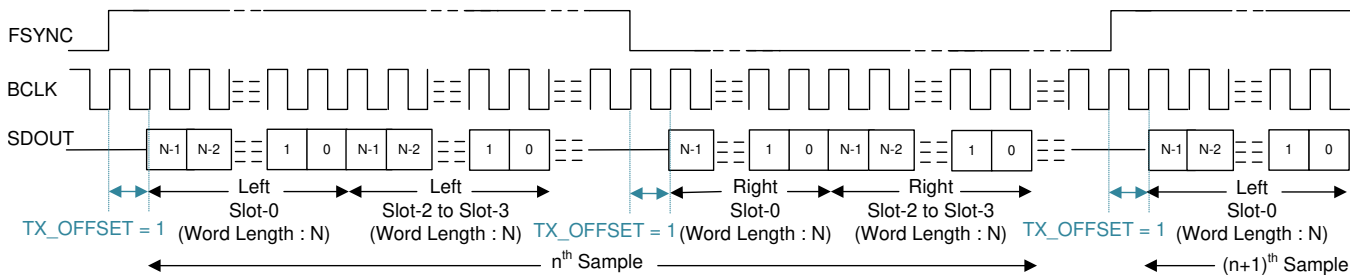 FSYNC
BCLK
SDOUT
N-1 N-2 1 0 N-1 N-2 1 0 N-1 1 0 N-1 N-2 1 0 N-1 N-2 1 0
Left Left Right Right Left
Slot-0 Slot-2 to Slot-3 Slot-0 Slot-2 to Slot-3 Slot-0
TX_OFFSET = 1 (Word Length : N) (Word Length : N) TX_OFFSET = 1 (Word Length : N) (Word Length : N) TX_OFFSET = 1 (Word Length : N)
nth Sample (n+1)th Sample